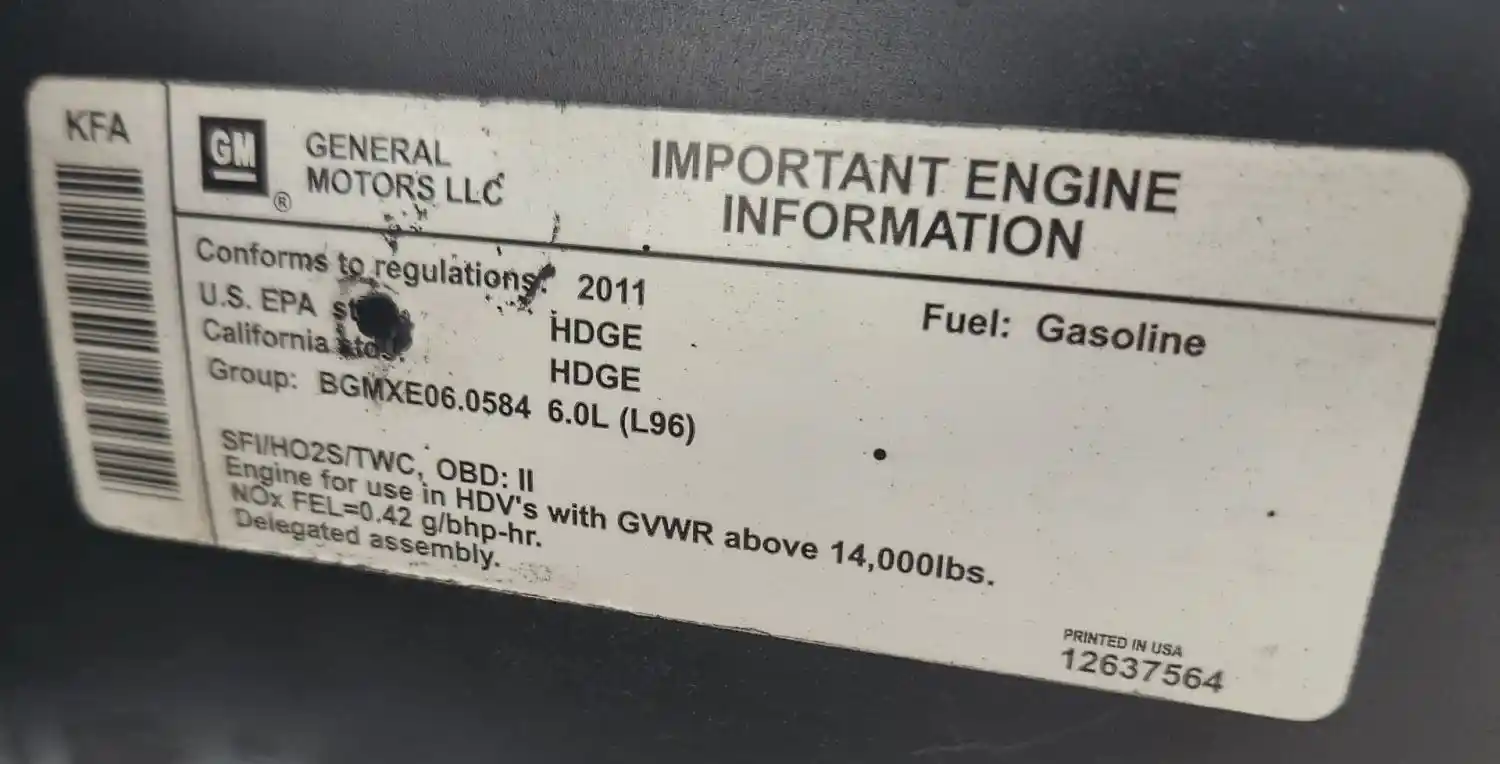 KFA
GM
®
GENERAL
MOTORS LLC
IMPORTANT ENGINE
INFORMATION
Conforms to regulations: 2011
U.S. EPA HDGE
California HDGE
Fuel: Gasoline
Group: BGMXE06.0584 6.0L (L96)
SFI/HO2S/TWC, OBD: II
Engine for use in HDV's with GVWR above 14,000lbs.
NOx FEL=0.42 g/bhp-hr.
Delegated assembly.
PRINTED IN USA
12637564